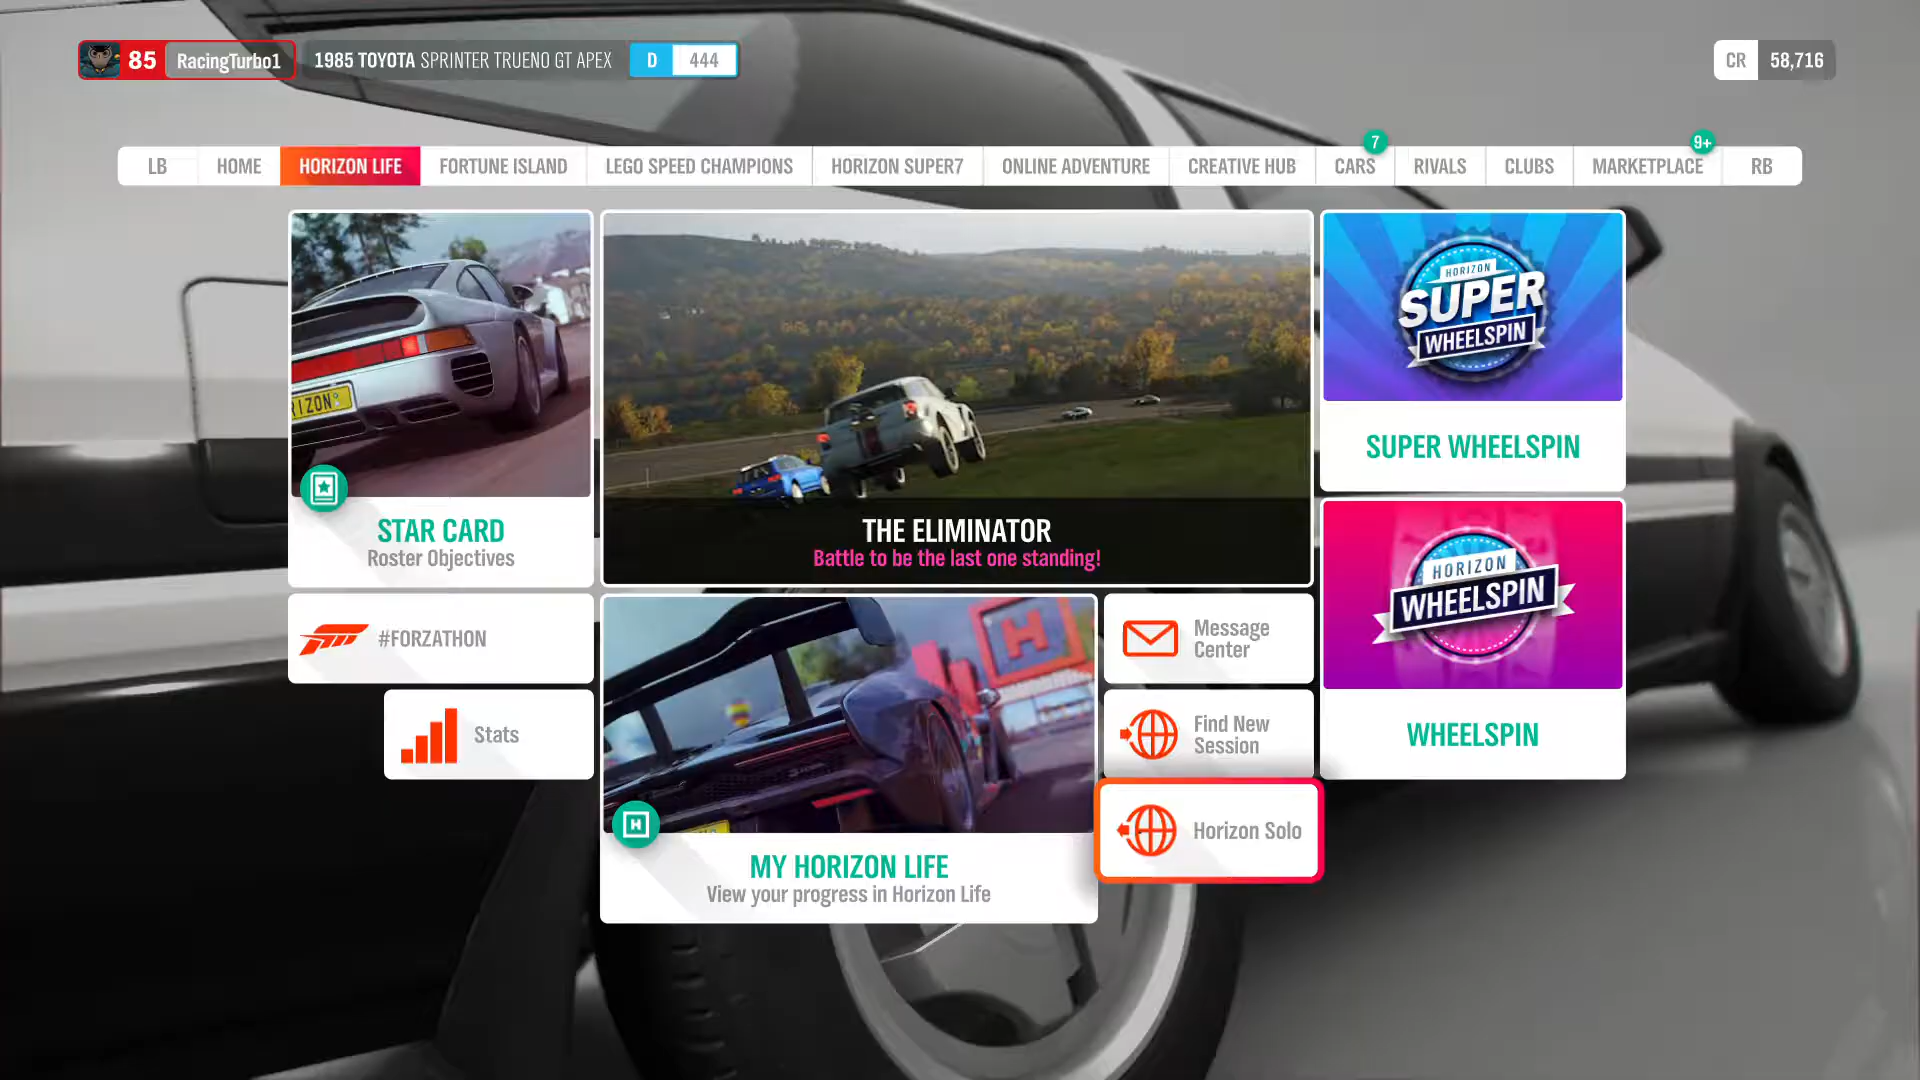 85 RacingTurbo1 1985 TOYOTA SPRINTER TRUENO GT APEX D 444
CR 58,716
7
9+
LB HOME HORIZON LIFE FORTUNE ISLAND LEGO SPEED CHAMPIONS HORIZON SUPER7 ONLINE ADVENTURE CREATIVE HUB CARS RIVALS CLUBS MARKETPLACE RB
STAR CARD
Roster Objectives
THE ELIMINATOR
Battle to be the last one standing!
HORIZON
SUPER
WHEELSPIN
SUPER WHEELSPIN
#FORZATHON
Stats
H
MY HORIZON LIFE
View your progress in Horizon Life
Message
Center
Find New
Session
Horizon Solo
HORIZON
WHEELSPIN
WHEELSPIN